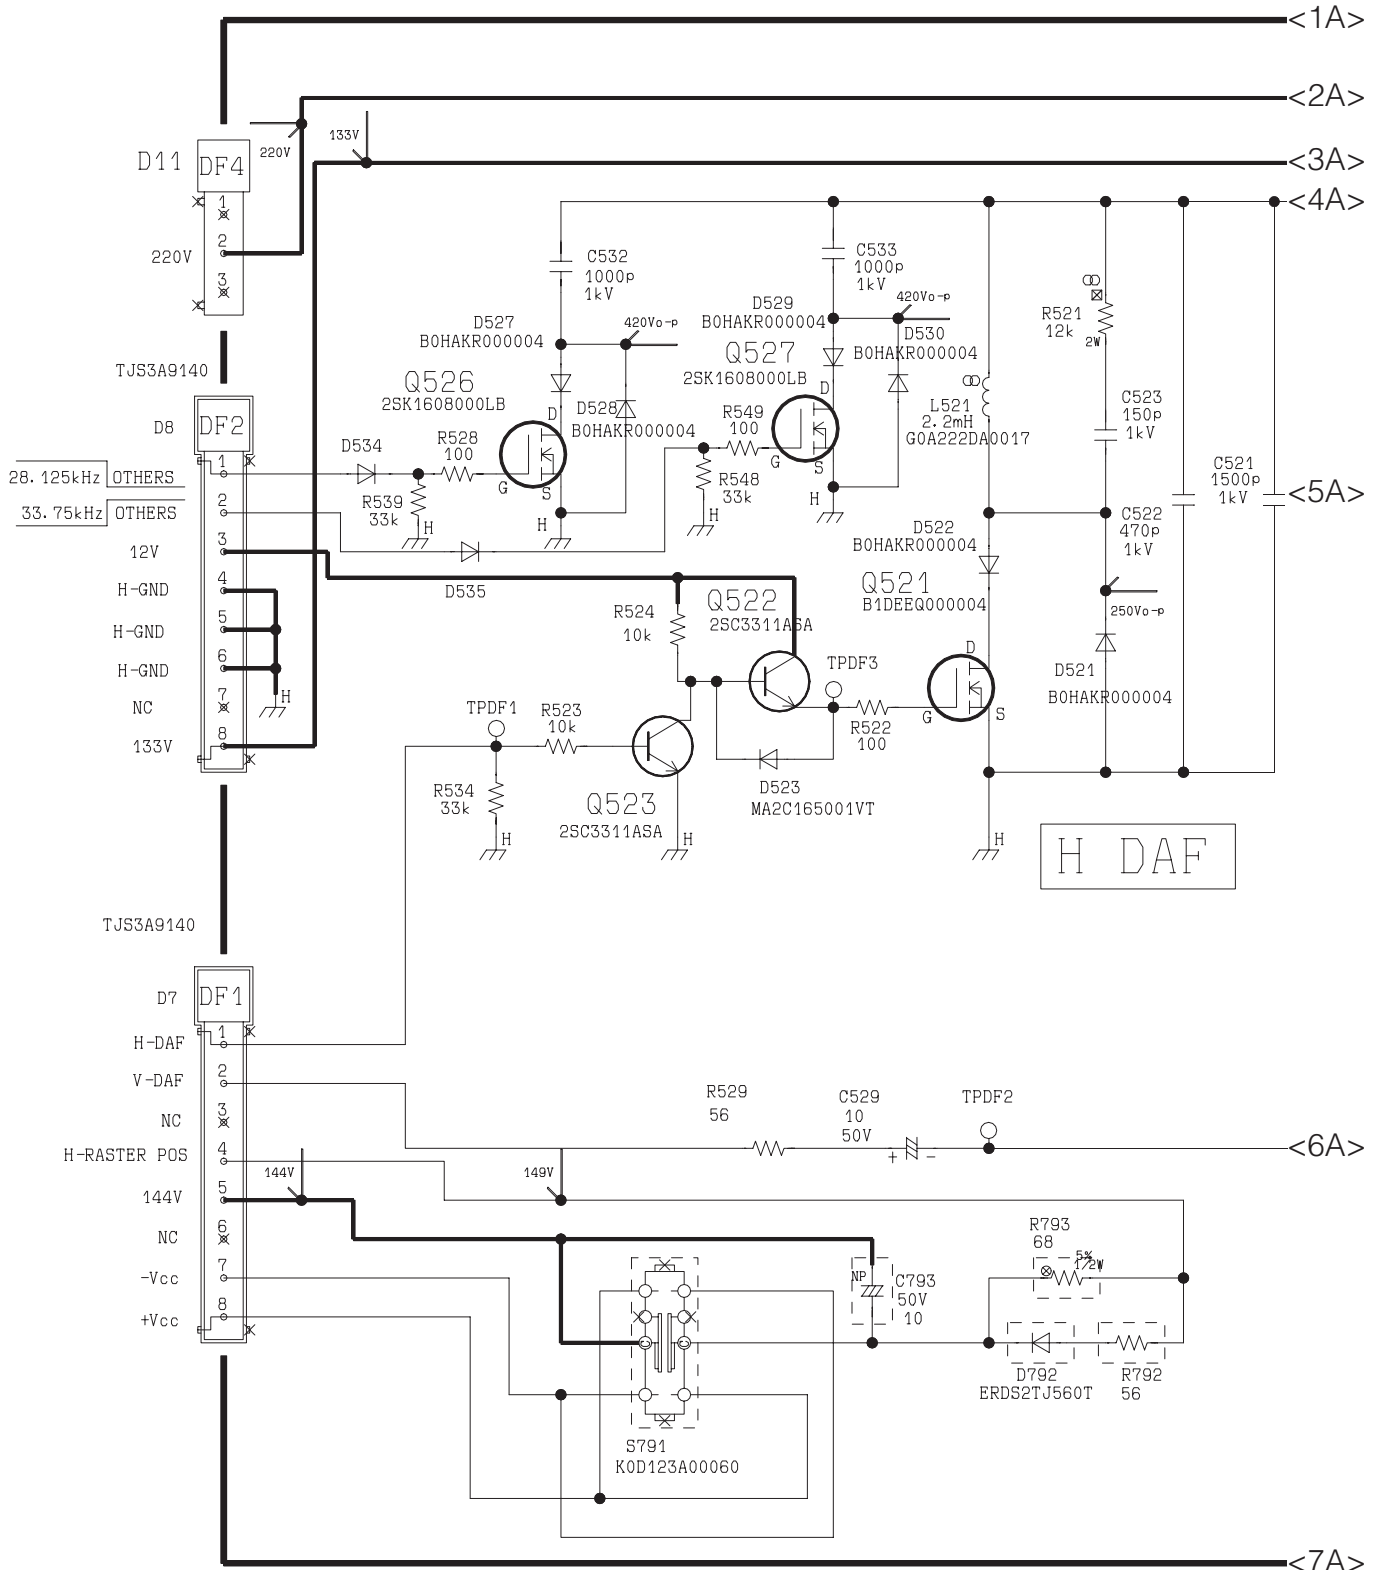 <1A>
<2A>
133V
220V
D11
DF4
<3A>
1
<4A>
2
220V
3
C532
1000p
1kV
C533
1000p
1kV
420Vo-p
R521
12k
2W
D527
B0HAKR000004
420Vo-p
D529
B0HAKR000004
D530
B0HAKR000004
Q527
2SK1608000LB
TJS3A9140
Q526
2SK1608000LB
D
D
D528
B0HAKR000004
R549
100
L521
2.2mH
G0A222DA0017
C523
150p
1kV
D8
DF2
D534
R528
100
G
S
G
S
R548
33k
H
H
C521
1500p
1kV
1
28.125kHz OTHERS
R539
33k
H
H
2
33.75kHz OTHERS
<5A>
C522
470p
1kV
D522
B0HAKR000004
3
12V
D535
4
H-GND
5
H-GND
6
H-GND
H
7
NC
8
133V
R524
10k
Q522
2SC3311ASA
Q521
B1DEEQ000004
250Vo-p
D
TPDF3
D521
B0HAKR000004
TPDF1
R523
10k
R522
100
G
S
R534
33k
H
Q523
2SC3311ASA
H
D523
MA2C165001VT
H
H DAF
TJS3A9140
D7
DF1
1
H-DAF
2
V-DAF
3
NC
R529
56
C529
10
50V
+
-
TPDF2
<6A>
4
H-RASTER POS
144V
149V
5
144V
6
NC
7
-Vcc
8
+Vcc
R793
68
5%
1/2W
NP
C793
50V
10
D792
ERDS2TJ560T
R792
56
S791
K0D123A00060
<7A>